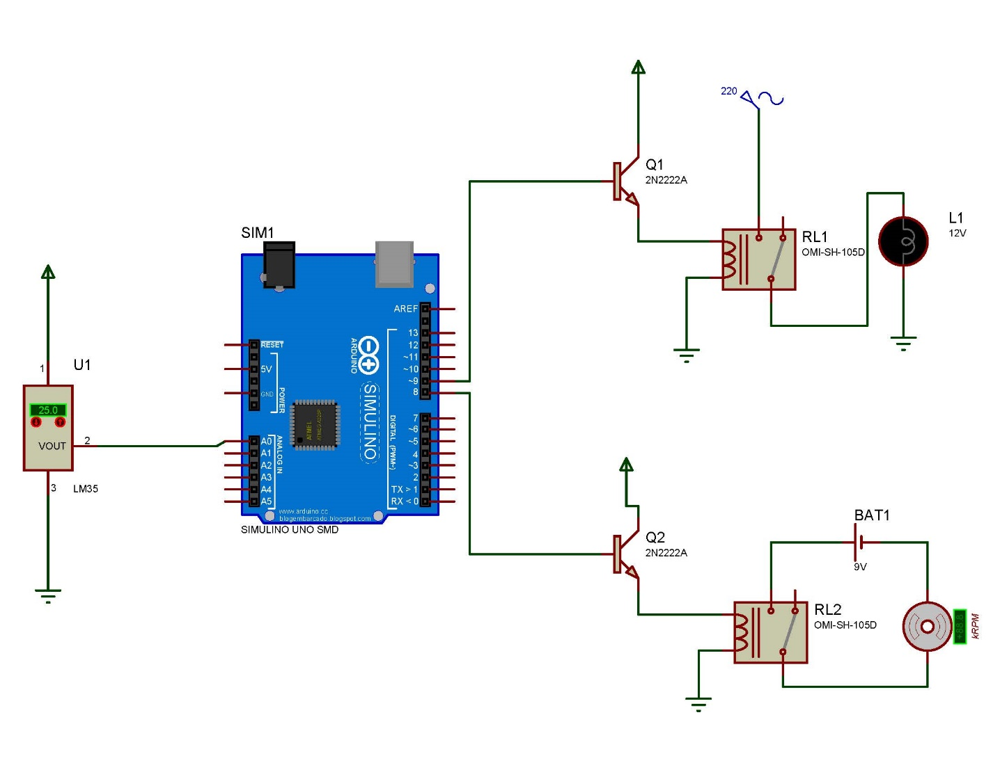 220
Q1
2N2222A
L1
12V
RL1
OMI-SH-105D
SIM1
AREF
13
12
~11
~10
~9
8
7
~6
~5
4
~3
2
TX > 1
RX < 0
DIGITAL (PWM~)
RESET
5V
GND
POWER
A0
A1
A2
A3
A4
A5
ANALOG IN
ARDUINO
SIMULINO
ATMEL
www.arduino.cc
blogembarcado.blogspot.com
SIMULINO UNO SMD
U1
1
25.0
VOUT
2
3
LM35
Q2
2N2222A
BAT1
9V
RL2
OMI-SH-105D
+88.8
kRPM